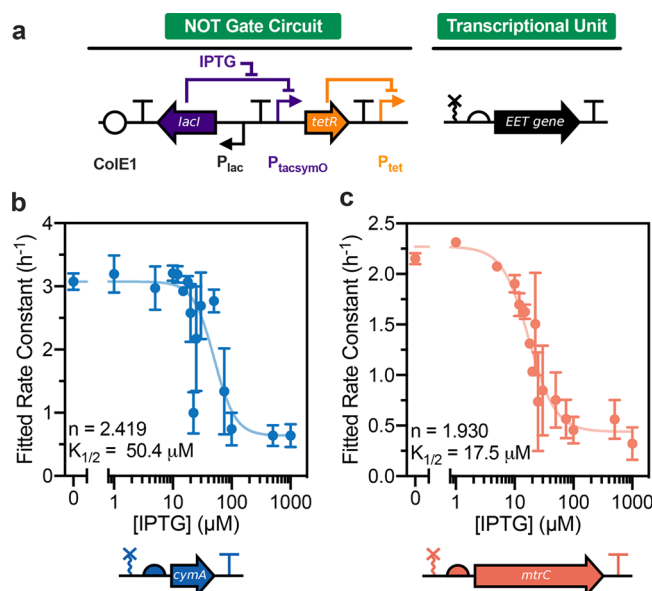 a
NOT Gate Circuit
Transcriptional Unit
IPTG
lacI
tetR
EET gene
ColE1
Plac
PtacsymO
Ptet
b
Fitted Rate Constant (h-1)
4
3
2
1
0
n = 2.419
K1/2 = 50.4 μM
0 1 10 100 1000
[IPTG] (μM)
cymA
c
Fitted Rate Constant (h-1)
2.5
2.0
1.5
1.0
0.5
0.0
n = 1.930
K1/2 = 17.5 μM
0 1 10 100 1000
[IPTG] (μM)
mtrC